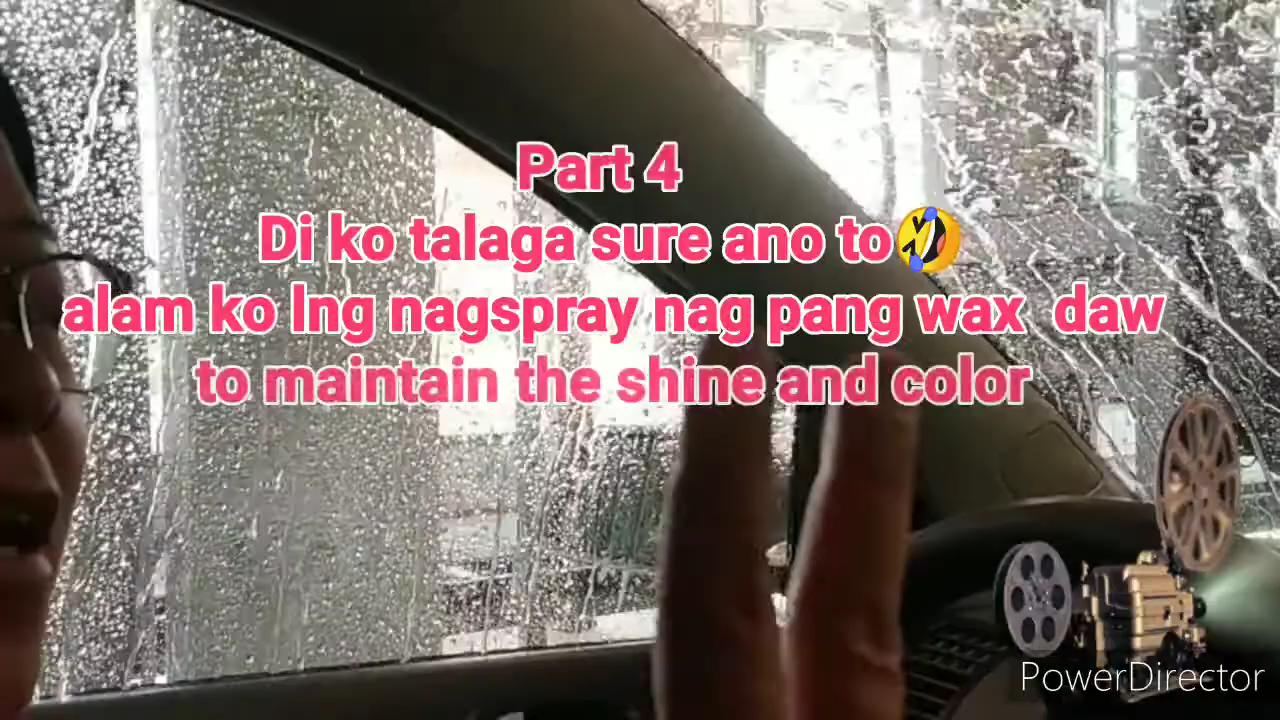 Part 4
Di ko talaga sure ano to🤣
alam ko lng nagspray nag pang wax daw
to maintain the shine and color
PowerDirector